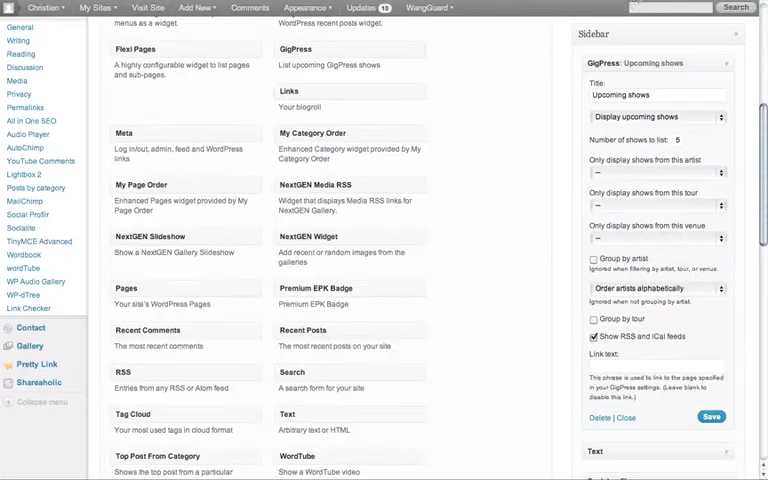 Christien My Sites Visit Site Add New Comments Appearance Updates 18 WangGuard Search
General
Writing
Reading
Discussion
Media
Privacy
Permalinks
All in One SEO
Audio Player
AutoChimp
YouTube Comments
Lightbox 2
Posts by category
MailChimp
Social Profilr
Socialite
TinyMCE Advanced
Wordbook
wordTube
WP Audio Gallery
WP-dTree
Link Checker
Contact
Gallery
Pretty Link
Shareaholic
Collapse menu
menus as a widget.
WordPress recent posts widget.
Flexi Pages
A highly configurable widget to list pages
and sub-pages.
GigPress
List upcoming GigPress shows
Links
Your blogroll
Meta
Log in/out, admin, feed and WordPress
links
My Category Order
Enhanced Category widget provided by My
Category Order
My Page Order
Enhanced Pages widget provided by My
Page Order
NextGEN Media RSS
Widget that displays Media RSS links for
NextGEN Gallery.
NextGEN Slideshow
Show a NextGEN Gallery Slideshow
NextGEN Widget
Add recent or random images from the
galleries
Pages
Your site's WordPress Pages
Premium EPK Badge
Premium EPK Badge
Recent Comments
The most recent comments
Recent Posts
The most recent posts on your site
RSS
Entries from any RSS or Atom feed
Search
A search form for your site
Tag Cloud
Your most used tags in cloud format
Text
Arbitrary text or HTML
Top Post From Category
Shows the top post from a particular
WordTube
Show a WordTube video
Sidebar
GigPress: Upcoming shows
Title:
Upcoming shows
Display upcoming shows
Number of shows to list: 5
Only display shows from this artist
--
Only display shows from this tour
--
Only display shows from this venue
--
Group by artist
Ignored when filtering by artist, tour, or venue.
Order artists alphabetically
Ignored when not grouping by artist.
Group by tour
Show RSS and iCal feeds
Link text:
This phrase is used to link to the page specified
in your GigPress settings. (Leave blank to
disable this link.)
Delete | Close Save
Text